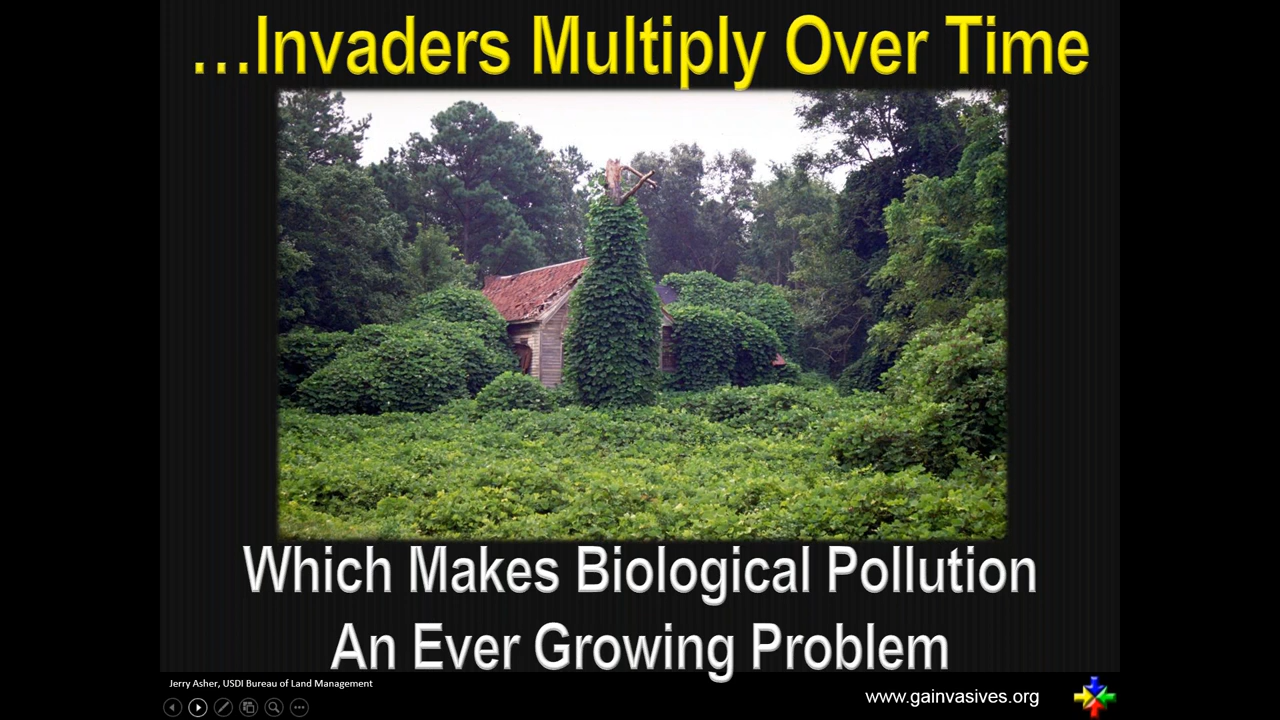 ...Invaders Multiply Over Time
Which Makes Biological Pollution
An Ever Growing Problem
Jerry Asher, USDI Bureau of Land Management
www.gainvasives.org